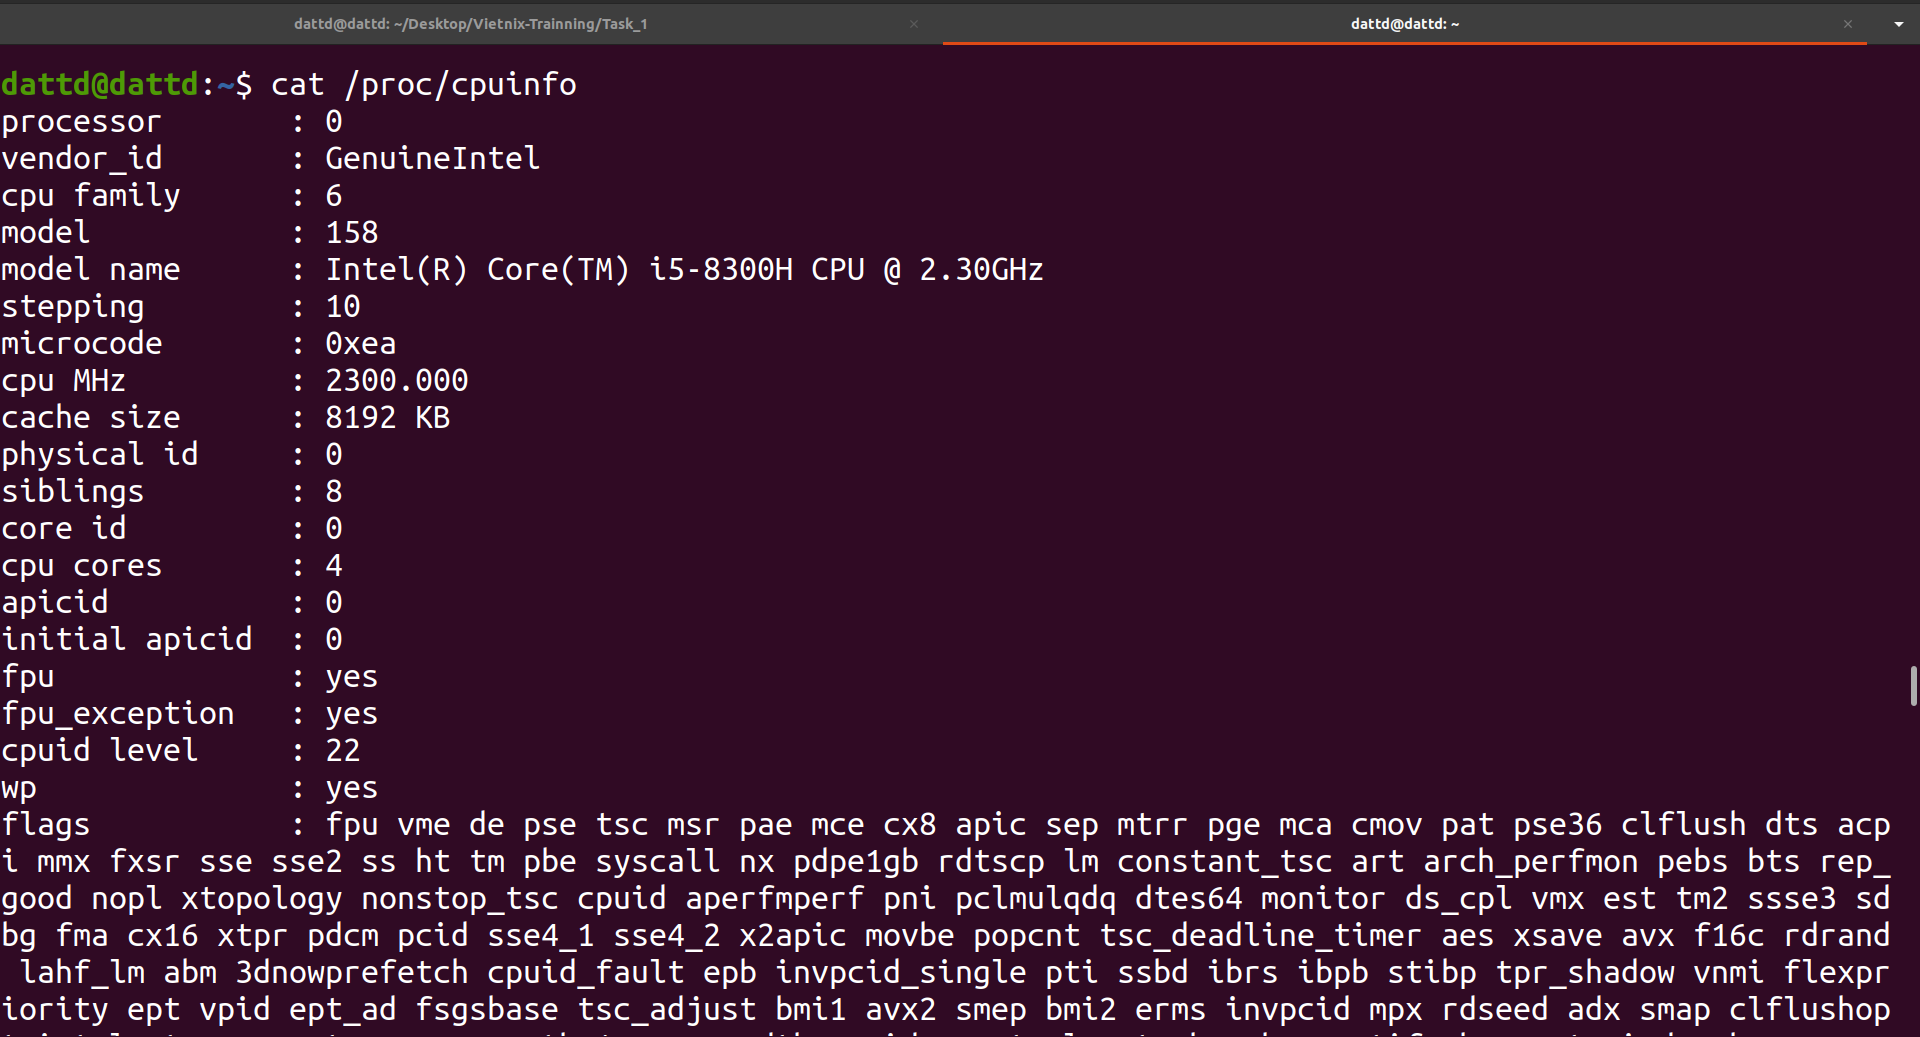 dattd@dattd: ~/Desktop/Vietnix-Trainning/Task_1 × dattd@dattd: ~ ×
dattd@dattd:~$ cat /proc/cpuinfo
processor : 0
vendor_id : GenuineIntel
cpu family : 6
model : 158
model name : Intel(R) Core(TM) i5-8300H CPU @ 2.30GHz
stepping : 10
microcode : 0xea
cpu MHz : 2300.000
cache size : 8192 KB
physical id : 0
siblings : 8
core id : 0
cpu cores : 4
apicid : 0
initial apicid : 0
fpu : yes
fpu_exception : yes
cpuid level : 22
wp : yes
flags : fpu vme de pse tsc msr pae mce cx8 apic sep mtrr pge mca cmov pat pse36 clflush dts acp
i mmx fxsr sse sse2 ss ht tm pbe syscall nx pdpe1gb rdtscp lm constant_tsc art arch_perfmon pebs bts rep_
good nopl xtopology nonstop_tsc cpuid aperfmperf pni pclmulqdq dtes64 monitor ds_cpl vmx est tm2 ssse3 sd
bg fma cx16 xtpr pdcm pcid sse4_1 sse4_2 x2apic movbe popcnt tsc_deadline_timer aes xsave avx f16c rdrand
lahf_lm abm 3dnowprefetch cpuid_fault epb invpcid_single pti ssbd ibrs ibpb stibp tpr_shadow vnmi flexpr
iority ept vpid ept_ad fsgsbase tsc_adjust bmi1 avx2 smep bmi2 erms invpcid mpx rdseed adx smap clflushop